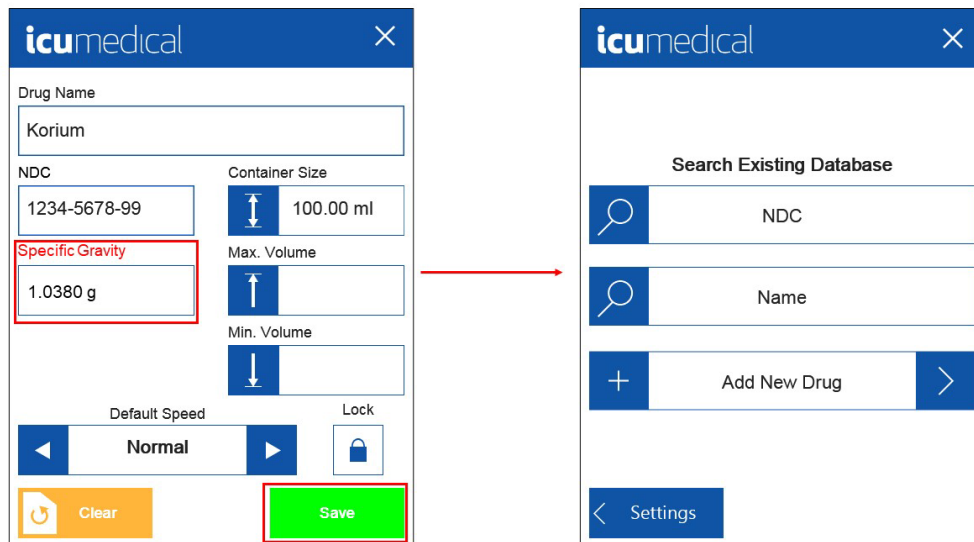 icumedical
Drug Name
Korium
NDC
1234-5678-99
Container Size
100.00 ml
Specific Gravity
1.0380 g
Max. Volume
Min. Volume
Default Speed
Normal
Lock
Clear
Save
icumedical
Search Existing Database
NDC
Name
Add New Drug
Settings